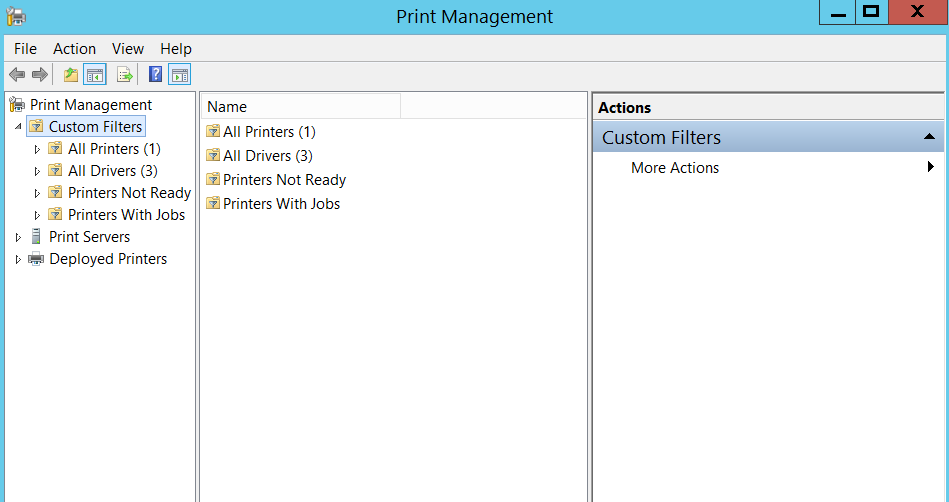 Print Management
File Action View Help
Print Management
Custom Filters
All Printers (1)
All Drivers (3)
Printers Not Ready
Printers With Jobs
Print Servers
Deployed Printers
Name
All Printers (1)
All Drivers (3)
Printers Not Ready
Printers With Jobs
Actions
Custom Filters
More Actions